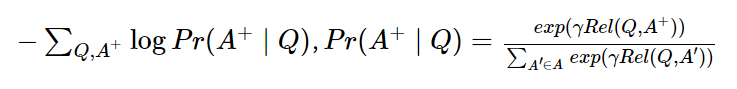 −∑_{Q,A⁺} log Pr(A⁺ | Q), Pr(A⁺ | Q) = exp(γRel(Q,A⁺)) / ∑_{A′∈A} exp(γRel(Q,A′))